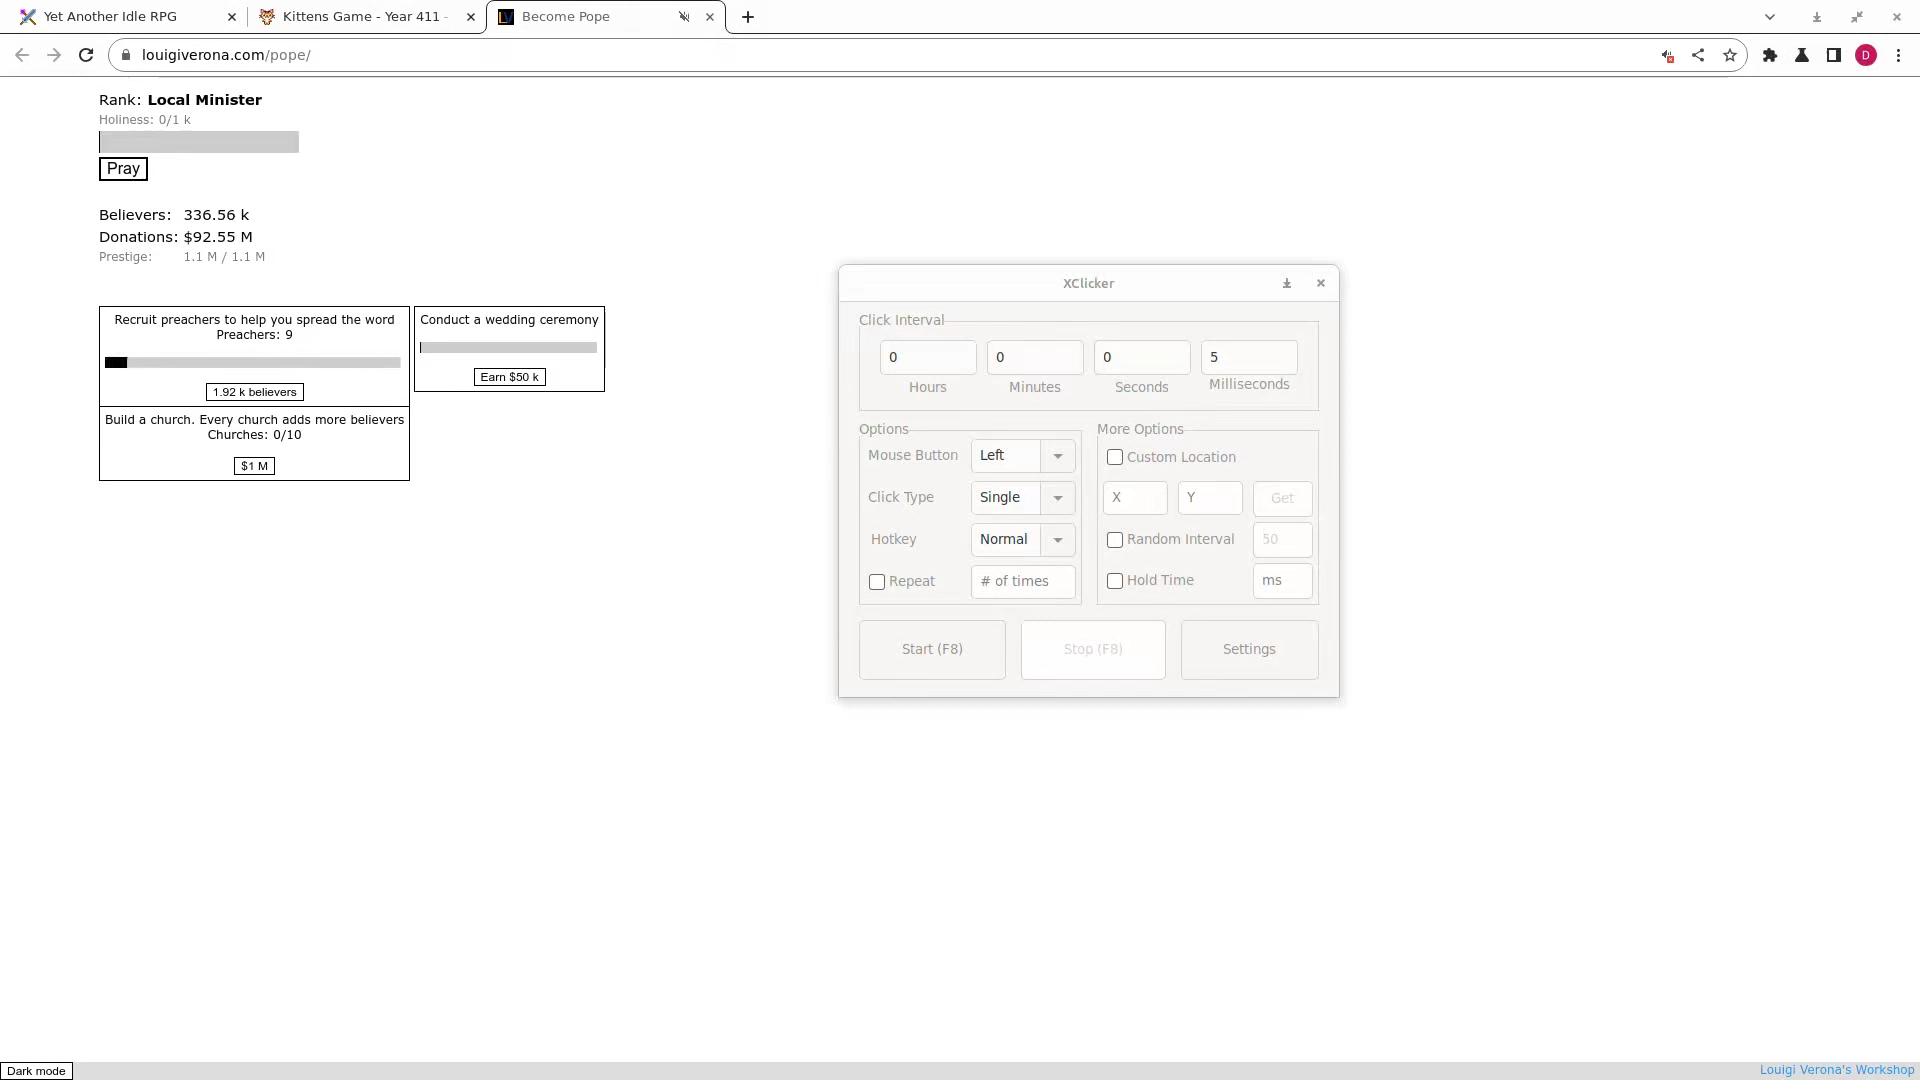 Yet Another Idle RPG
Kittens Game - Year 411 -
Become Pope
louigiverona.com/pope/
D
Rank: Local Minister
Holiness: 0/1 k
Pray
Believers: 336.56 k
Donations: $92.55 M
Prestige: 1.1 M / 1.1 M
Recruit preachers to help you spread the word
Preachers: 9
1.92 k believers
Build a church. Every church adds more believers
Churches: 0/10
$1 M
Conduct a wedding ceremony
Earn $50 k
XClicker
Click Interval
0 0 0 5
Hours Minutes Seconds Milliseconds
Options
Mouse Button Left
Click Type Single
Hotkey Normal
Repeat # of times
More Options
Custom Location
X Y Get
Random Interval 50
Hold Time ms
Start (F8) Stop (F8) Settings
Dark mode
Louigi Verona's Workshop